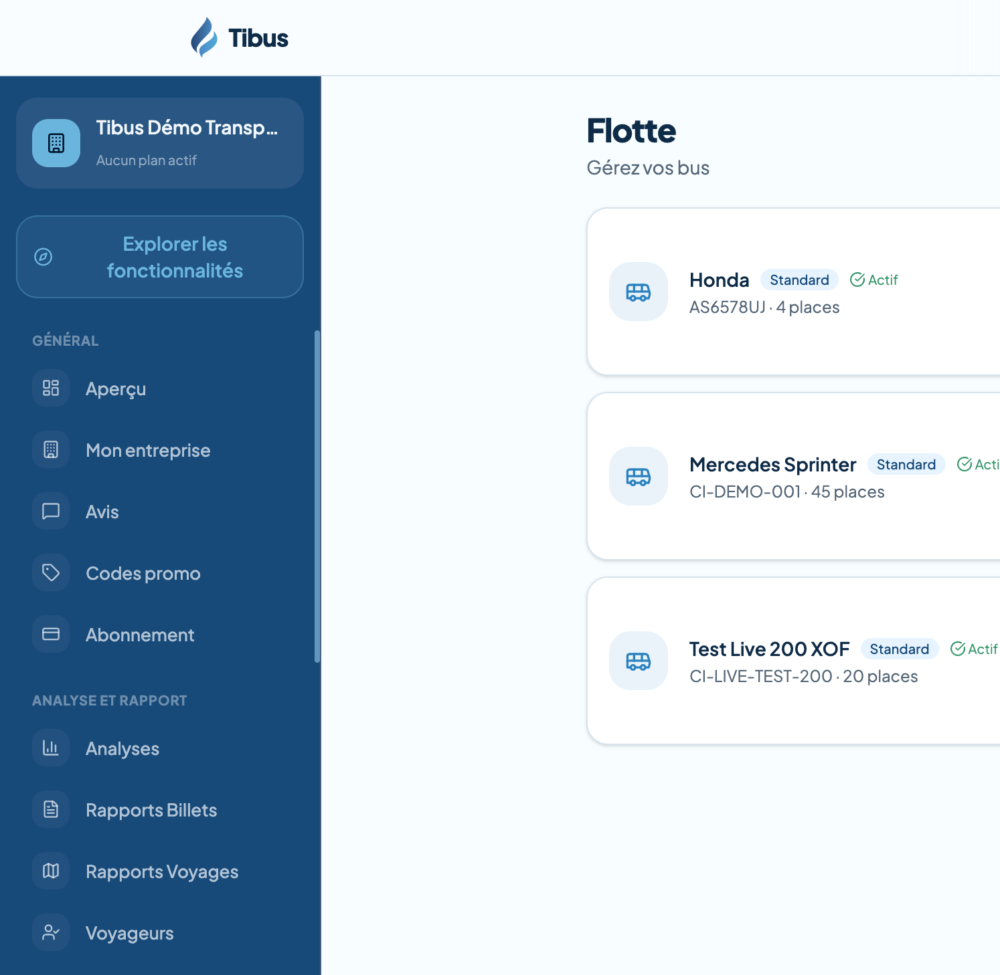 Tibus
Tibus Démo Transp...
Aucun plan actif
Explorer les
fonctionnalités
GÉNÉRAL
Aperçu
Mon entreprise
Avis
Codes promo
Abonnement
ANALYSE ET RAPPORT
Analyses
Rapports Billets
Rapports Voyages
Voyageurs
Flotte
Gérez vos bus
Honda Standard Actif
AS6578UJ · 4 places
Mercedes Sprinter Standard Acti
CI-DEMO-001 · 45 places
Test Live 200 XOF Standard Actif
CI-LIVE-TEST-200 · 20 places